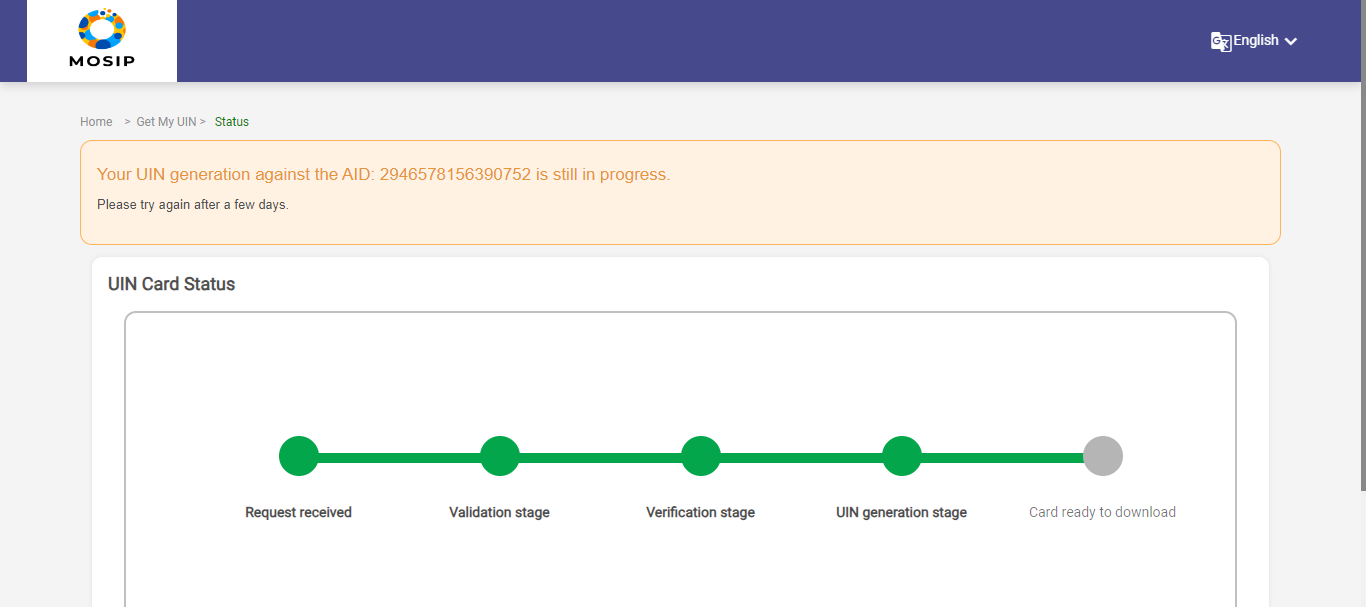 MOSIP
English
Home > Get My UIN > Status
Your UIN generation against the AID: 2946578156390752 is still in progress.
Please try again after a few days.
UIN Card Status
Request received
Validation stage
Verification stage
UIN generation stage
Card ready to download